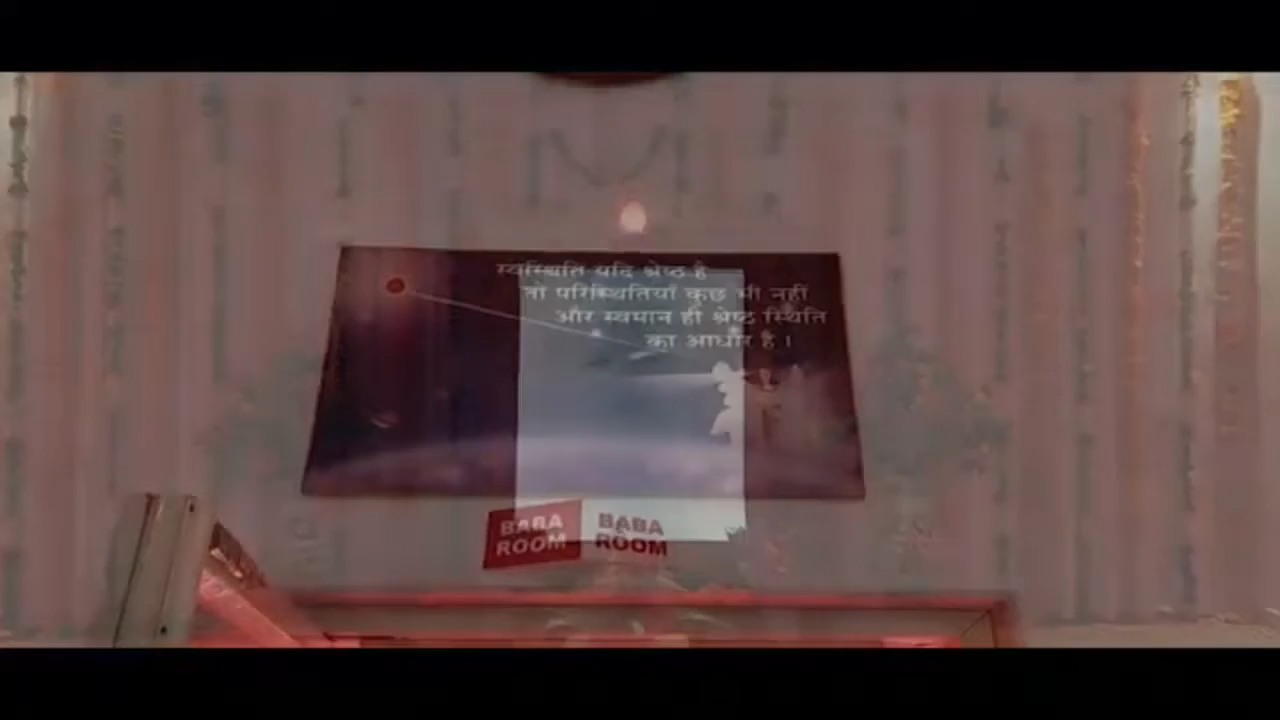 स्वस्थिति यदि श्रेष्ठ है
तो परिस्थितियाँ कुछ भी नहीं
और स्वमान ही श्रेष्ठ स्थिति
का आधार है ।
BABA
ROOM
BABA
ROOM